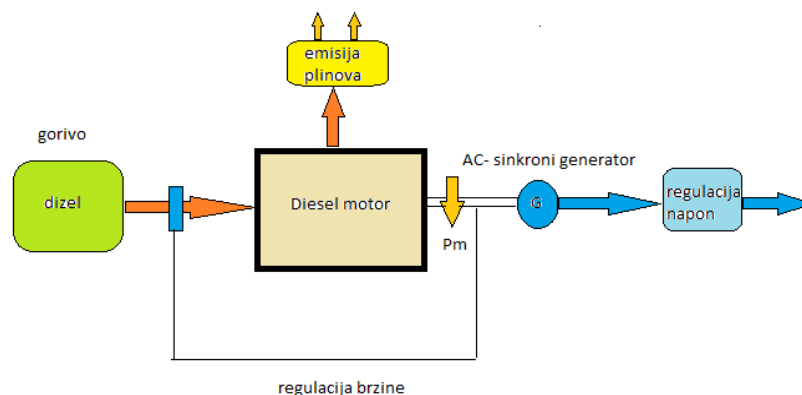 emisija
plinova
gorivo
dizel
Diesel motor
AC- sinkroni generator
G
regulacija
napon
Pm
regulacija brzine